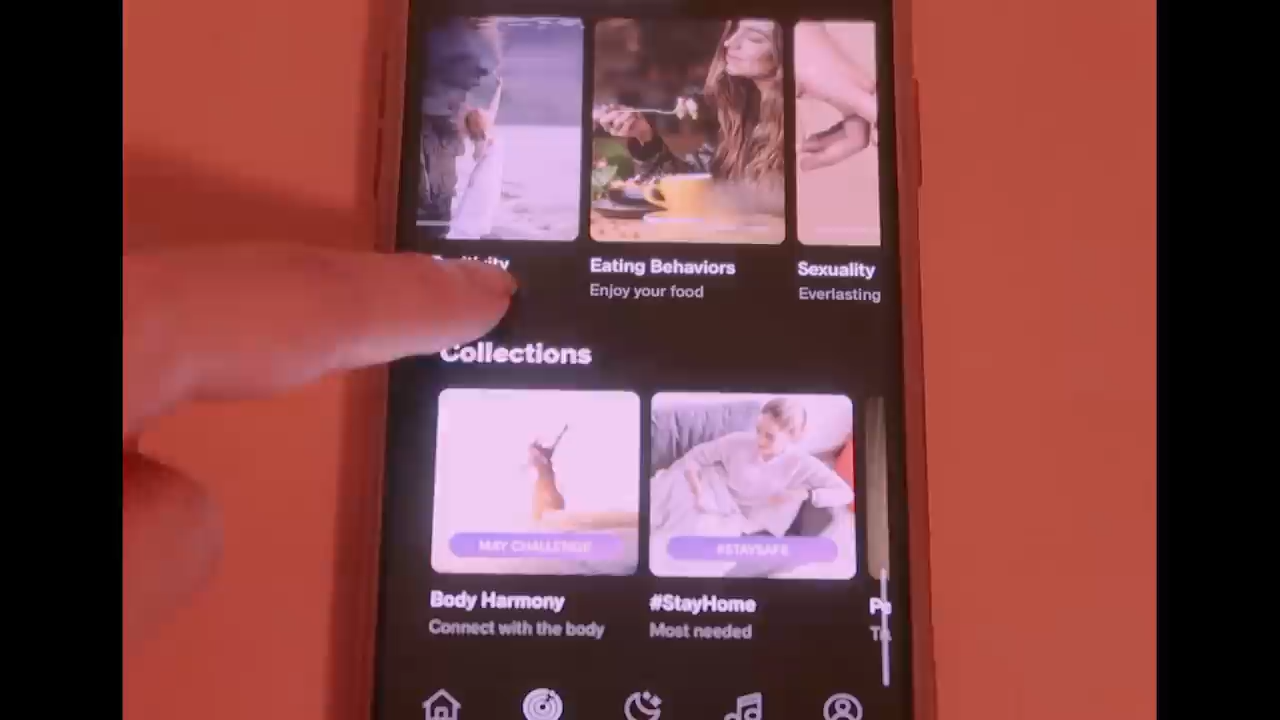 Eating Behaviors
Enjoy your food
Sexuality
Everlasting
Collections
MAY CHALLENGE
#STAYSAFE
Body Harmony
Connect with the body
#StayHome
Most needed